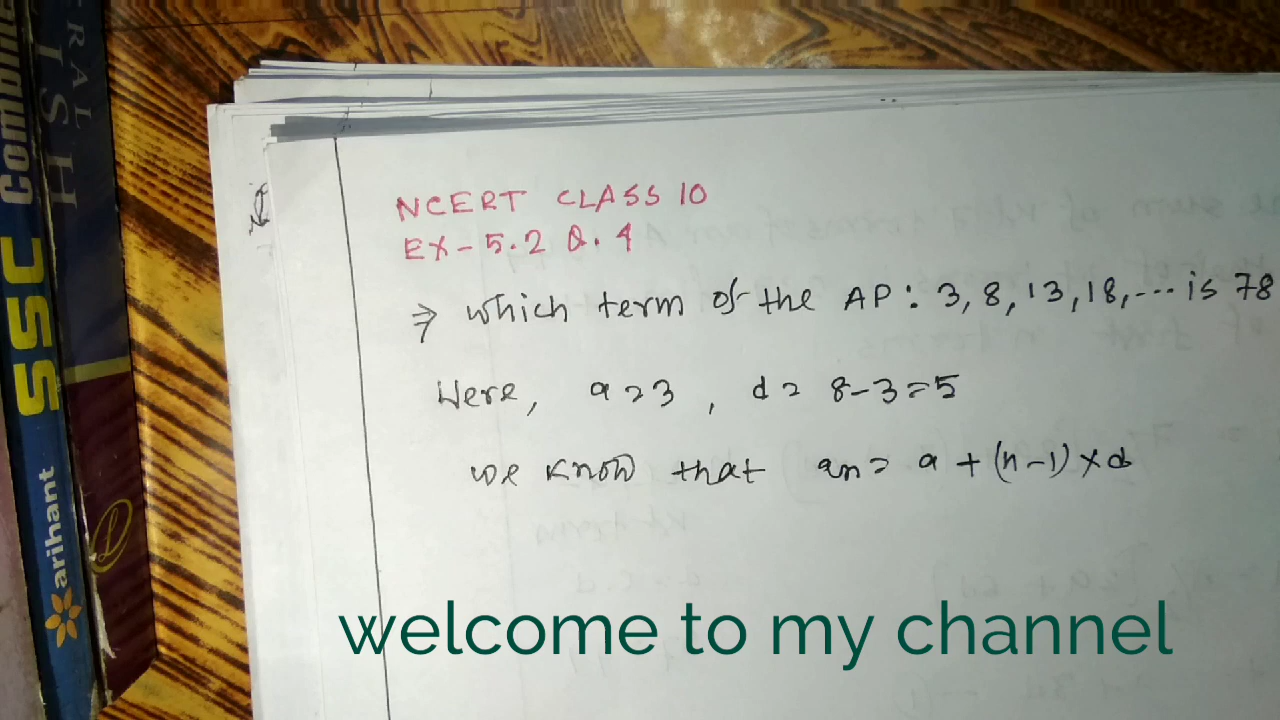 NCERT CLASS 10
EX-5.2 Q.4
⇒ which term of the AP: 3, 8, 13, 18, ... is 78
Here, a = 3, d = 8-3=5
we know that an = a + (n-1)×d
welcome to my channel
SSC Combine
arihant